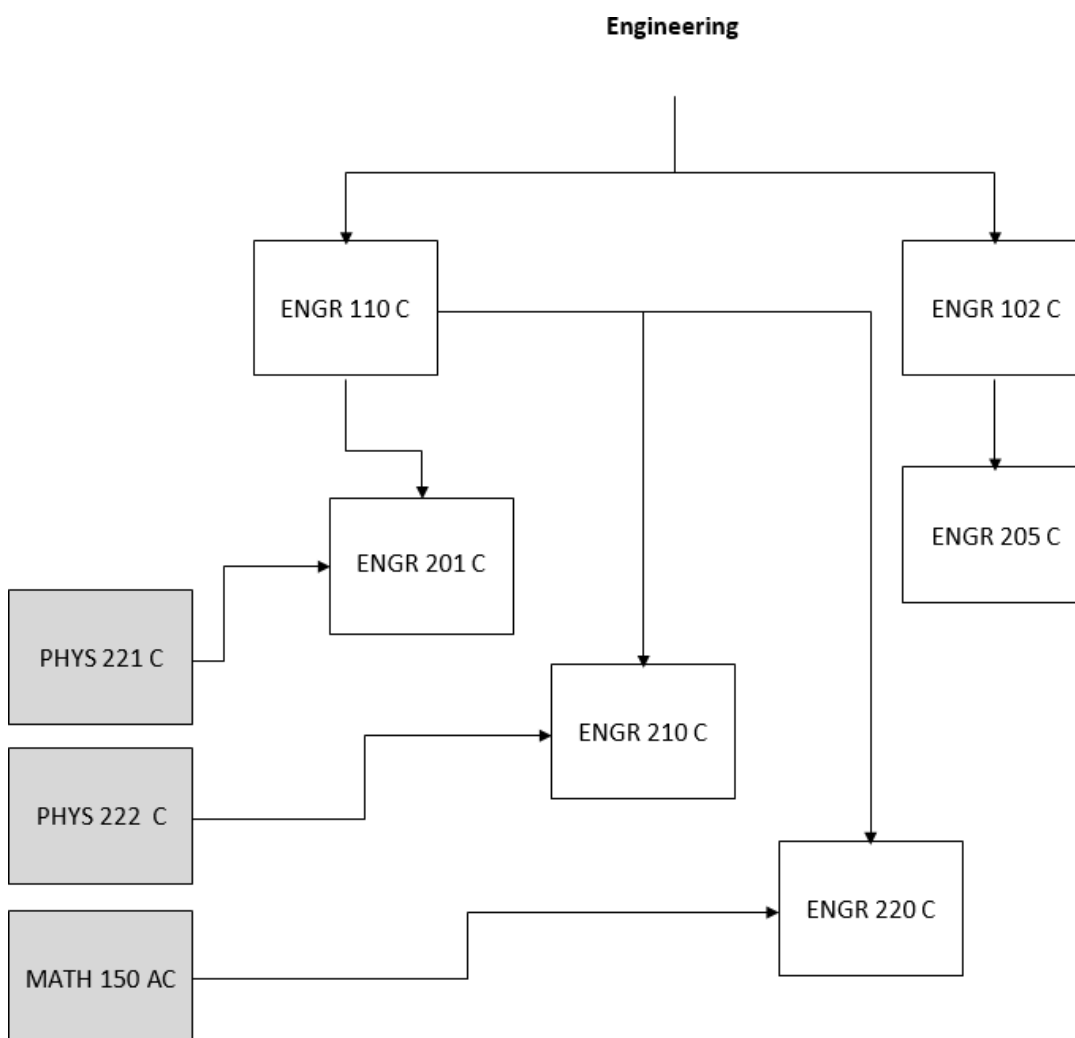 Engineering
ENGR 110 C
ENGR 102 C
ENGR 201 C
ENGR 205 C
PHYS 221 C
ENGR 210 C
PHYS 222  C
ENGR 220 C
MATH 150 AC